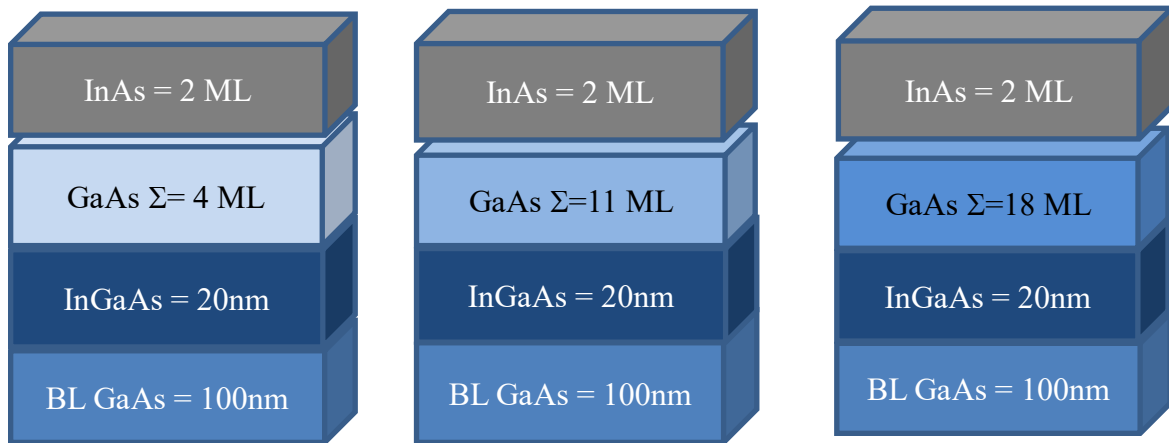 InAs = 2 ML
GaAs Σ= 4 ML
InGaAs = 20nm
BL GaAs = 100nm
InAs = 2 ML
GaAs Σ=11 ML
InGaAs = 20nm
BL GaAs = 100nm
InAs = 2 ML
GaAs Σ=18 ML
InGaAs = 20nm
BL GaAs = 100nm